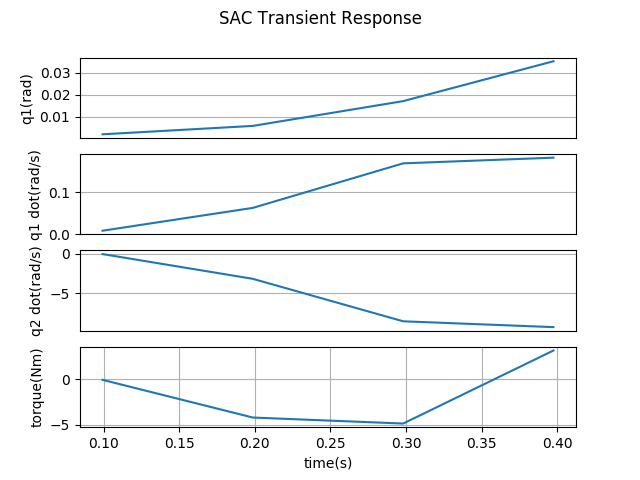 SAC Transient Response
q1(rad)
0.03
0.02
0.01
q1 dot(rad/s)
0.1
0.0
q2 dot(rad/s)
0
−5
torque(Nm)
0
−5
0.10 0.15 0.20 0.25 0.30 0.35 0.40
time(s)